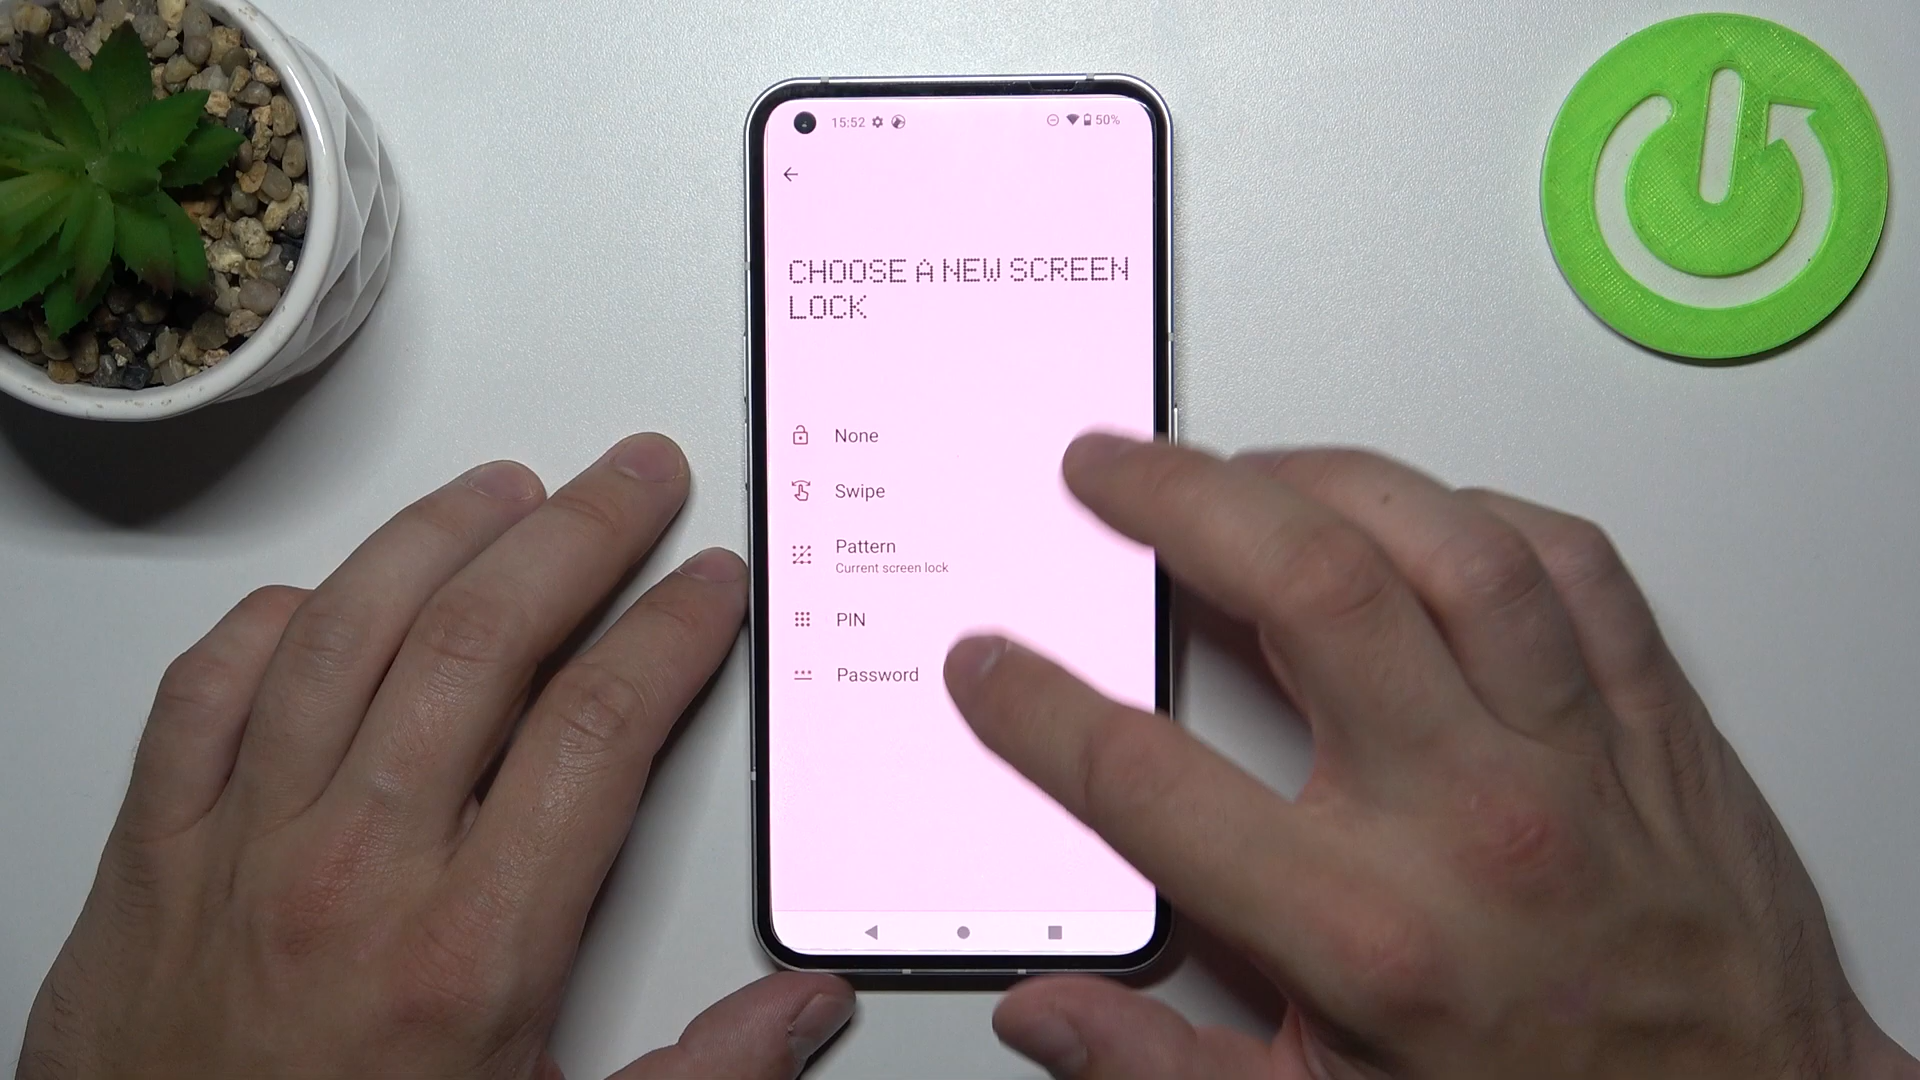 15:52
50%
CHOOSE A NEW SCREEN
LOCK
None
Swipe
Pattern
Current screen lock
PIN
Password